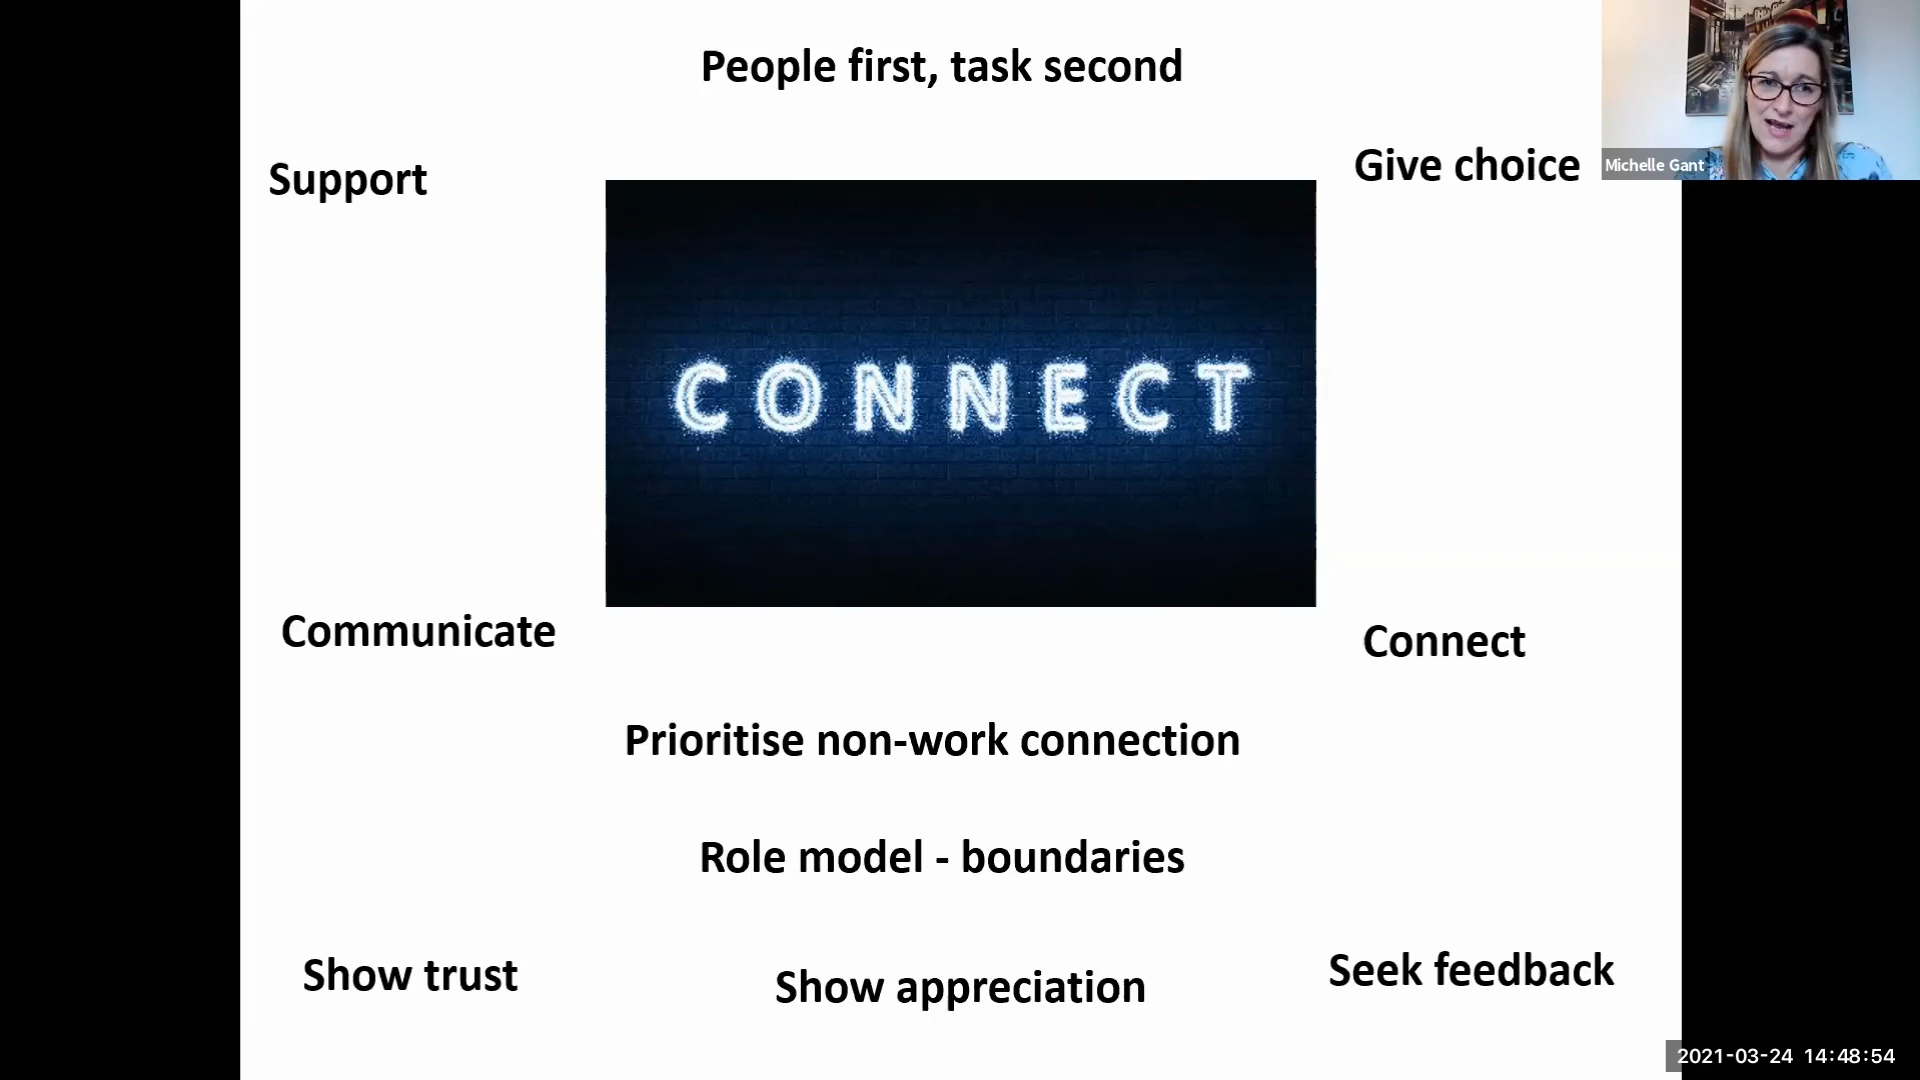 People first, task second
Support
Give choice
Michelle Gant
CONNECT
Communicate
Connect
Prioritise non-work connection
Role model - boundaries
Show trust
Show appreciation
Seek feedback
2021-03-24 14:48:54